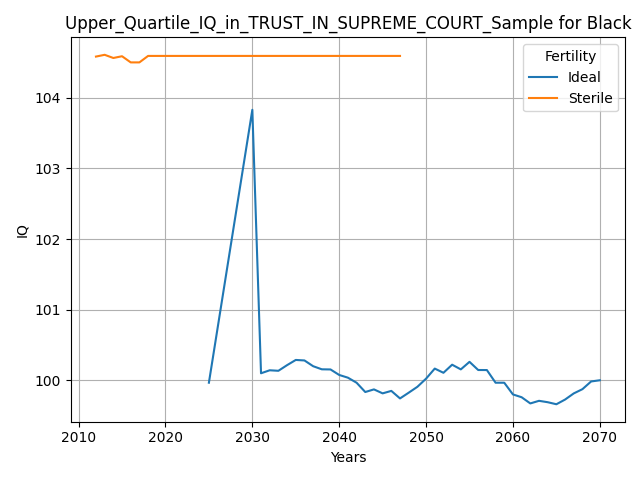 Upper_Quartile_IQ_in_TRUST_IN_SUPREME_COURT_Sample for Black
Fertility
Ideal
Sterile
104
103
102
101
100
IQ
2010 2020 2030 2040 2050 2060 2070
Years